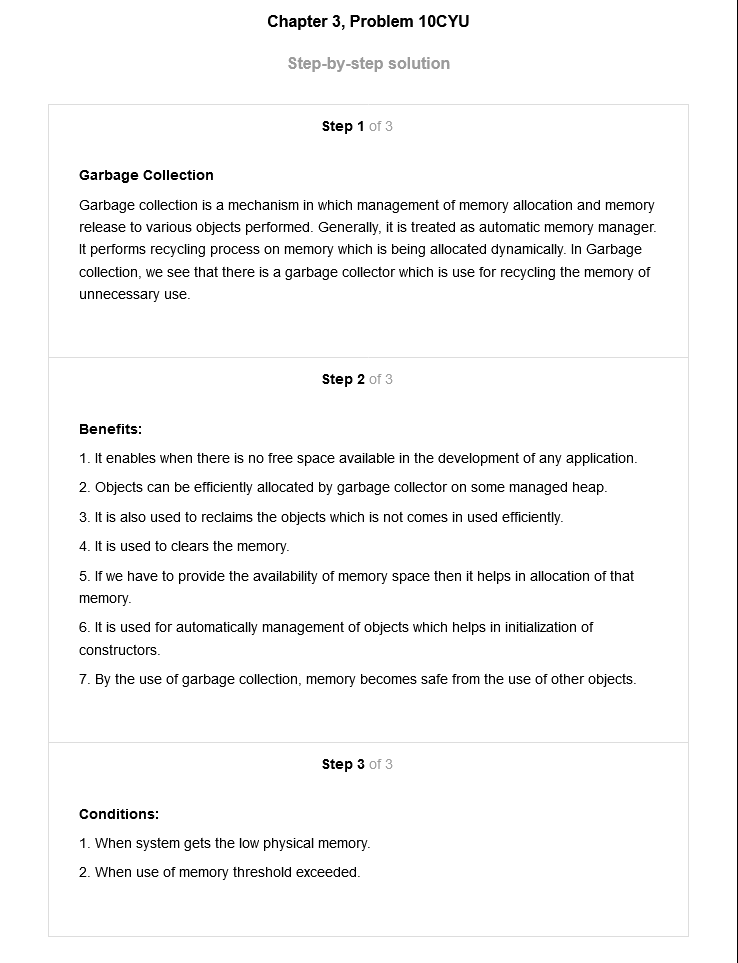 Chapter 3, Problem 10CYU
Step-by-step solution
Step 1 of 3
Garbage Collection
Garbage collection is a mechanism in which management of memory allocation and memory
release to various objects performed. Generally, it is treated as automatic memory manager.
It performs recycling process on memory which is being allocated dynamically. In Garbage
collection, we see that there is a garbage collector which is use for recycling the memory of
unnecessary use.
Step 2 of 3
Benefits:
1. It enables when there is no free space available in the development of any application.
2. Objects can be efficiently allocated by garbage collector on some managed heap.
3. It is also used to reclaims the objects which is not comes in used efficiently.
4. It is used to clears the memory.
5. If we have to provide the availability of memory space then it helps in allocation of that
memory.
6. It is used for automatically management of objects which helps in initialization of
constructors.
7. By the use of garbage collection, memory becomes safe from the use of other objects.
Step 3 of 3
Conditions:
1. When system gets the low physical memory.
2. When use of memory threshold exceeded.